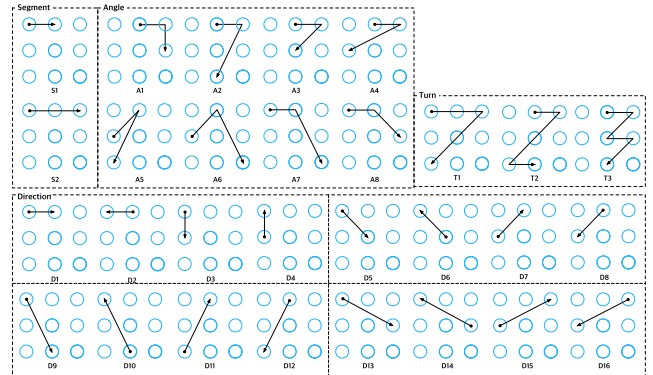 Segment
Angle
S1
A1
A2
A3
A4
Turn
S2
A5
A6
A7
A8
T1
T2
T3
Direction
D1
D2
D3
D4
D5
D6
D7
D8
D9
D10
D11
D12
D13
D14
D15
D16